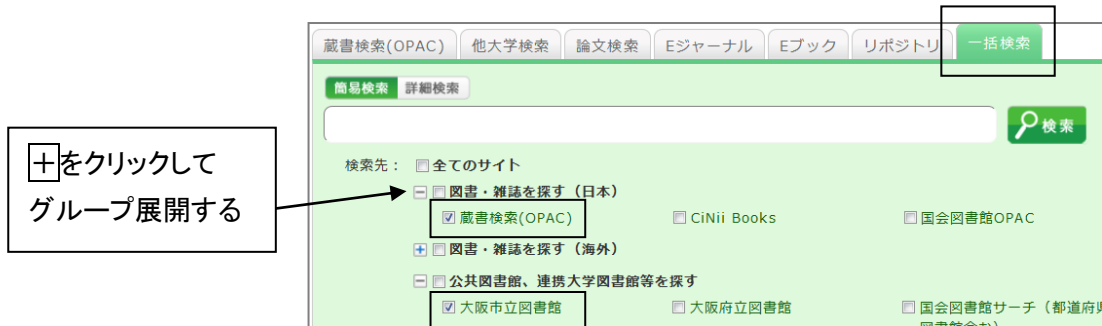 蔵書検索(OPAC) 他大学検索 論文検索 Eジャーナル Eブック リポジトリ 一括検索
簡易検索 詳細検索
検索
+をクリックして
グループ展開する
検索先： 全てのサイト
図書・雑誌を探す（日本）
蔵書検索(OPAC) CiNii Books 国会図書館OPAC
図書・雑誌を探す（海外）
公共図書館、連携大学図書館等を探す
大阪市立図書館 大阪府立図書館 国会図書館サーチ（都道府県